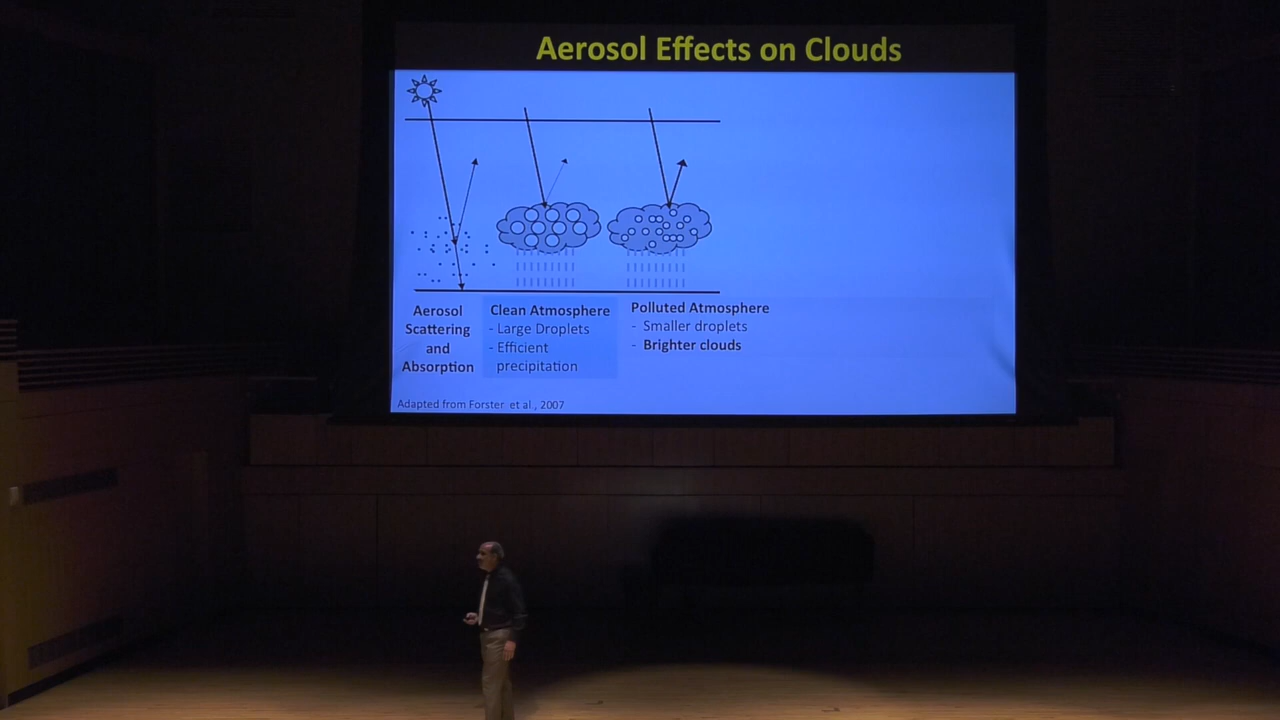 Aerosol Effects on Clouds
Aerosol
Scattering
and
Absorption
Clean Atmosphere
- Large Droplets
- Efficient
precipitation
Polluted Atmosphere
- Smaller droplets
- Brighter clouds
Adapted from Forster et al., 2007